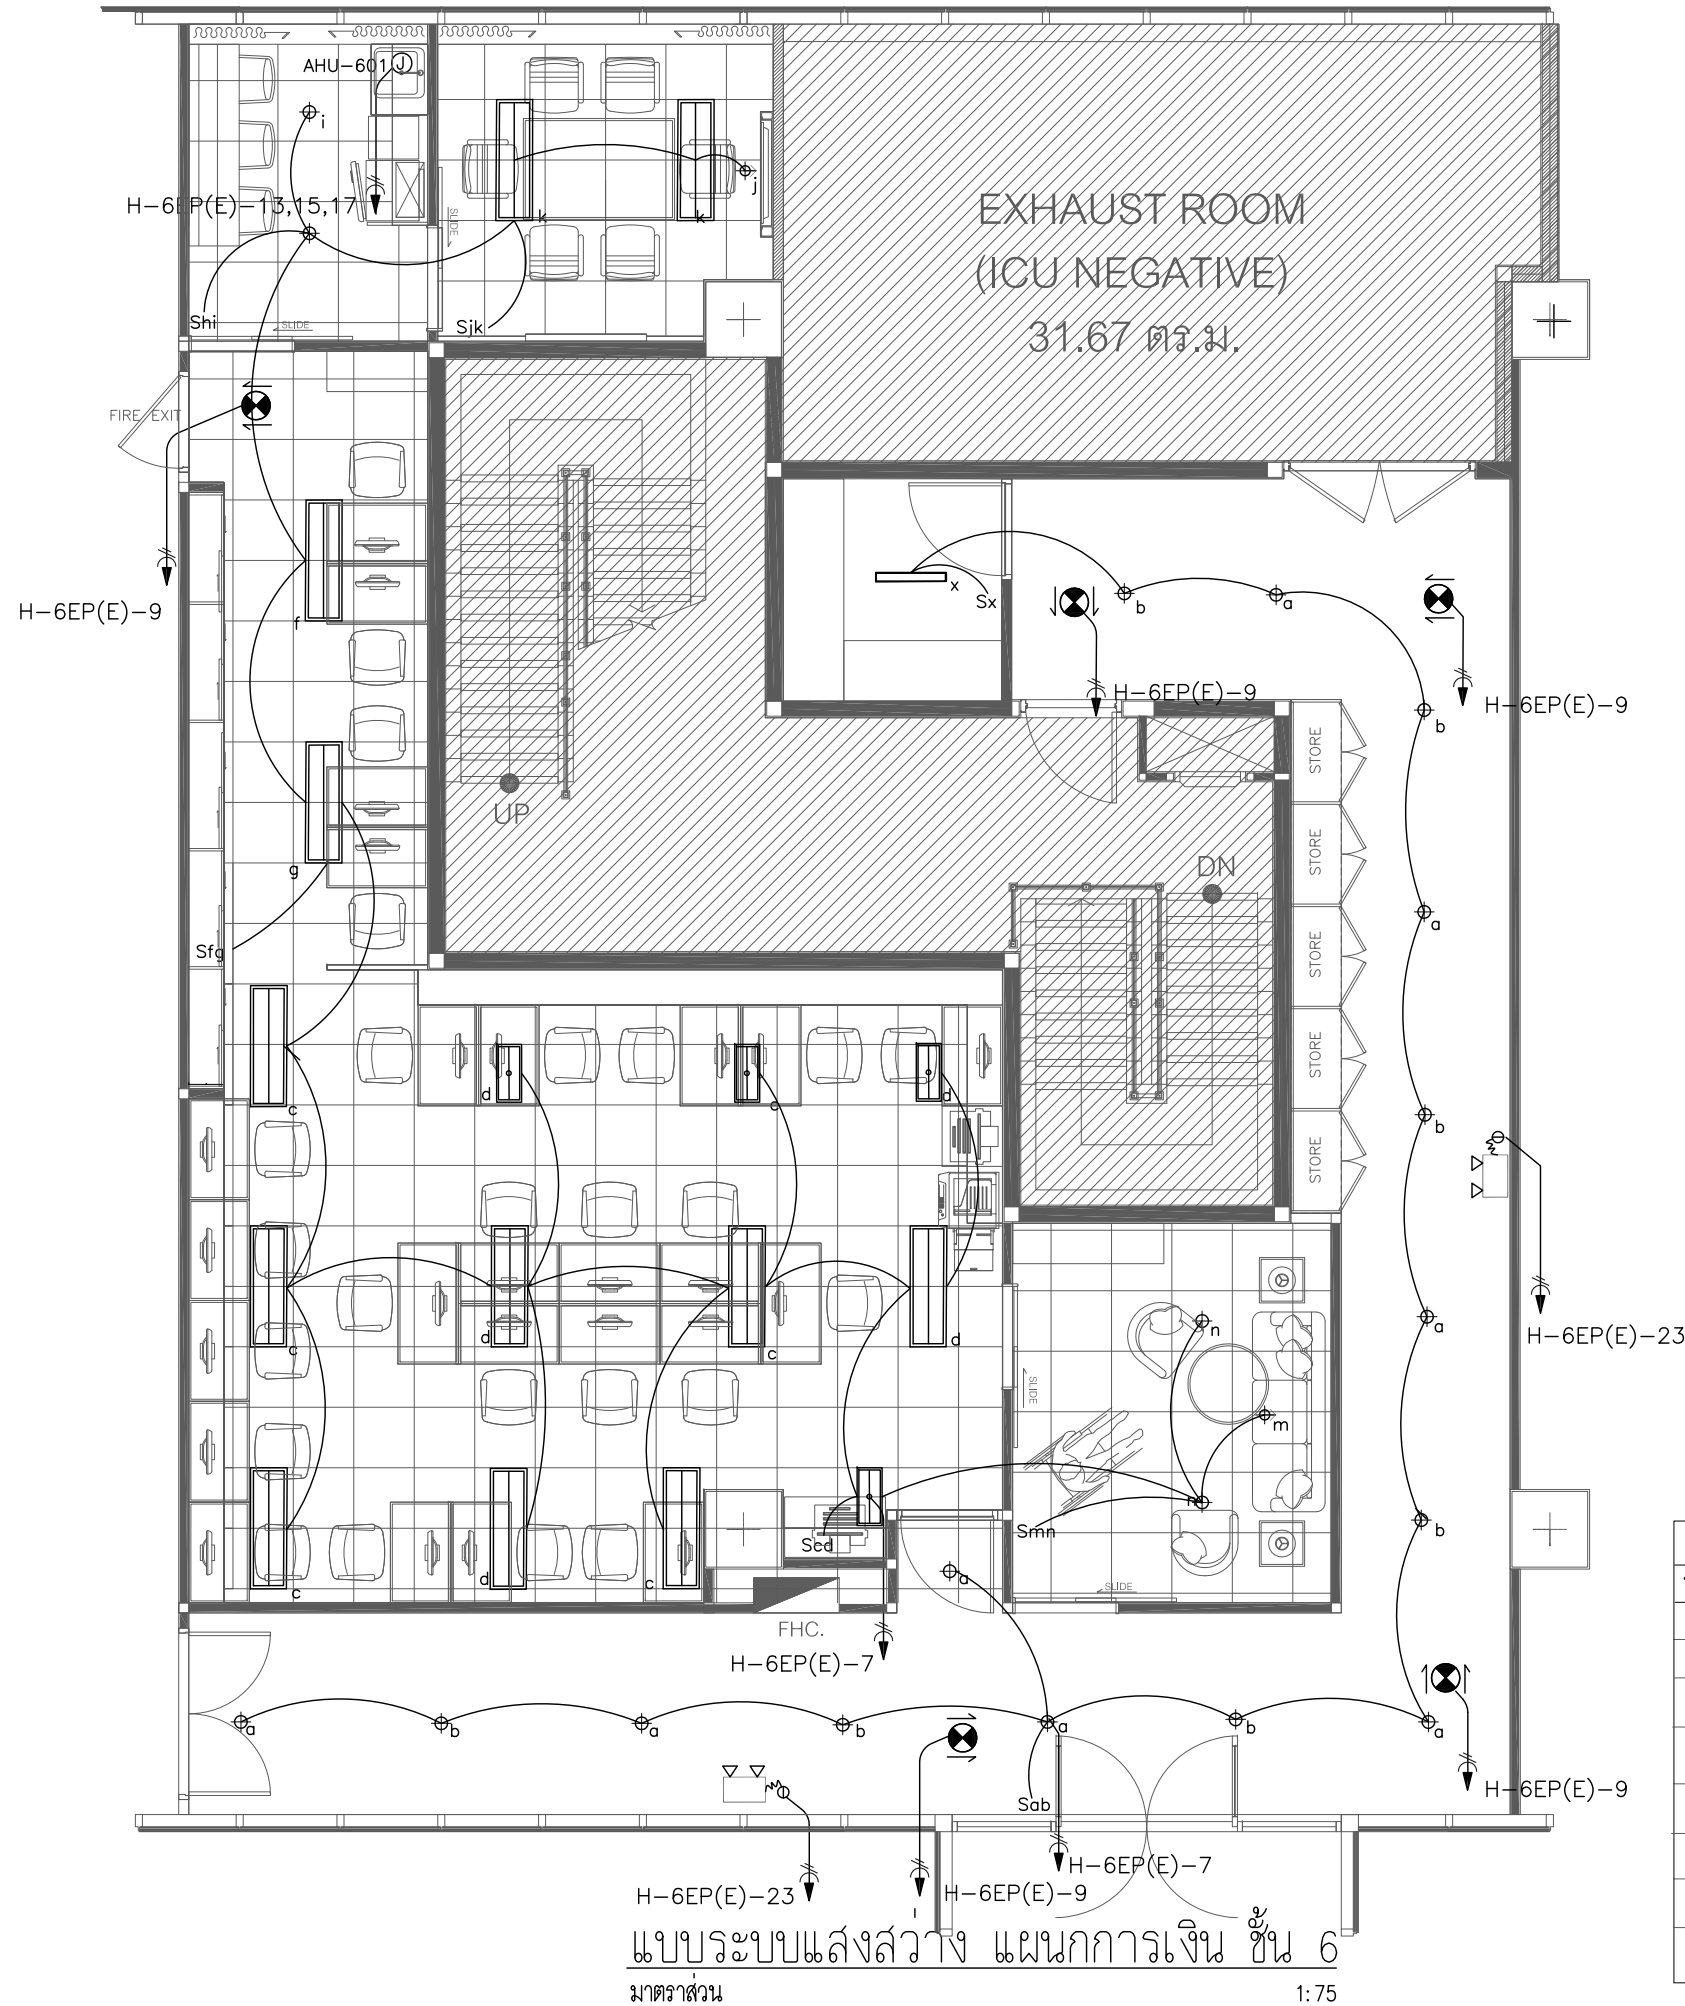 AHU-601 J
i
j
H-6EP(E)-13,15,17
k
k
SLIDE
EXHAUST ROOM
(ICU NEGATIVE)
31.67 ตร.ม.
Shi
SLIDE
Sjk
FIRE EXIT
H-6EP(E)-9
f
x
Sx
b
a
H-6EP(E)-9
H-6EP(E)-9
b
STORE
UP
g
STORE
DN
a
Sfg
STORE
STORE
c
d
c
d
b
STORE
c
d
c
d
n
a
H-6EP(E)-23
SLIDE
m
n
b
Scd
Smn
c
d
c
a
SLIDE
FHC.
H-6EP(E)-7
a
b
a
b
a
b
a
H-6EP(E)-9
Sab
H-6EP(E)-7
H-6EP(E)-23
H-6EP(E)-9
แบบระบบแสงสว่าง แผนกการเงิน ชั้น 6
มาตราส่วน 1:75